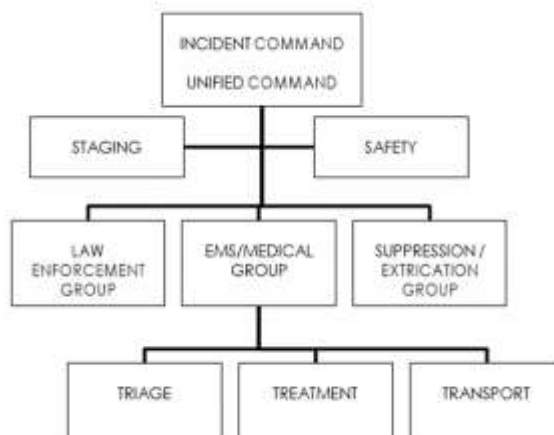 INCIDENT COMMAND
UNIFIED COMMAND
STAGING
SAFETY
LAW
ENFORCEMENT
GROUP
EMS/MEDICAL
GROUP
SUPPRESSION /
EXTRICATION
GROUP
TRIAGE
TREATMENT
TRANSPORT